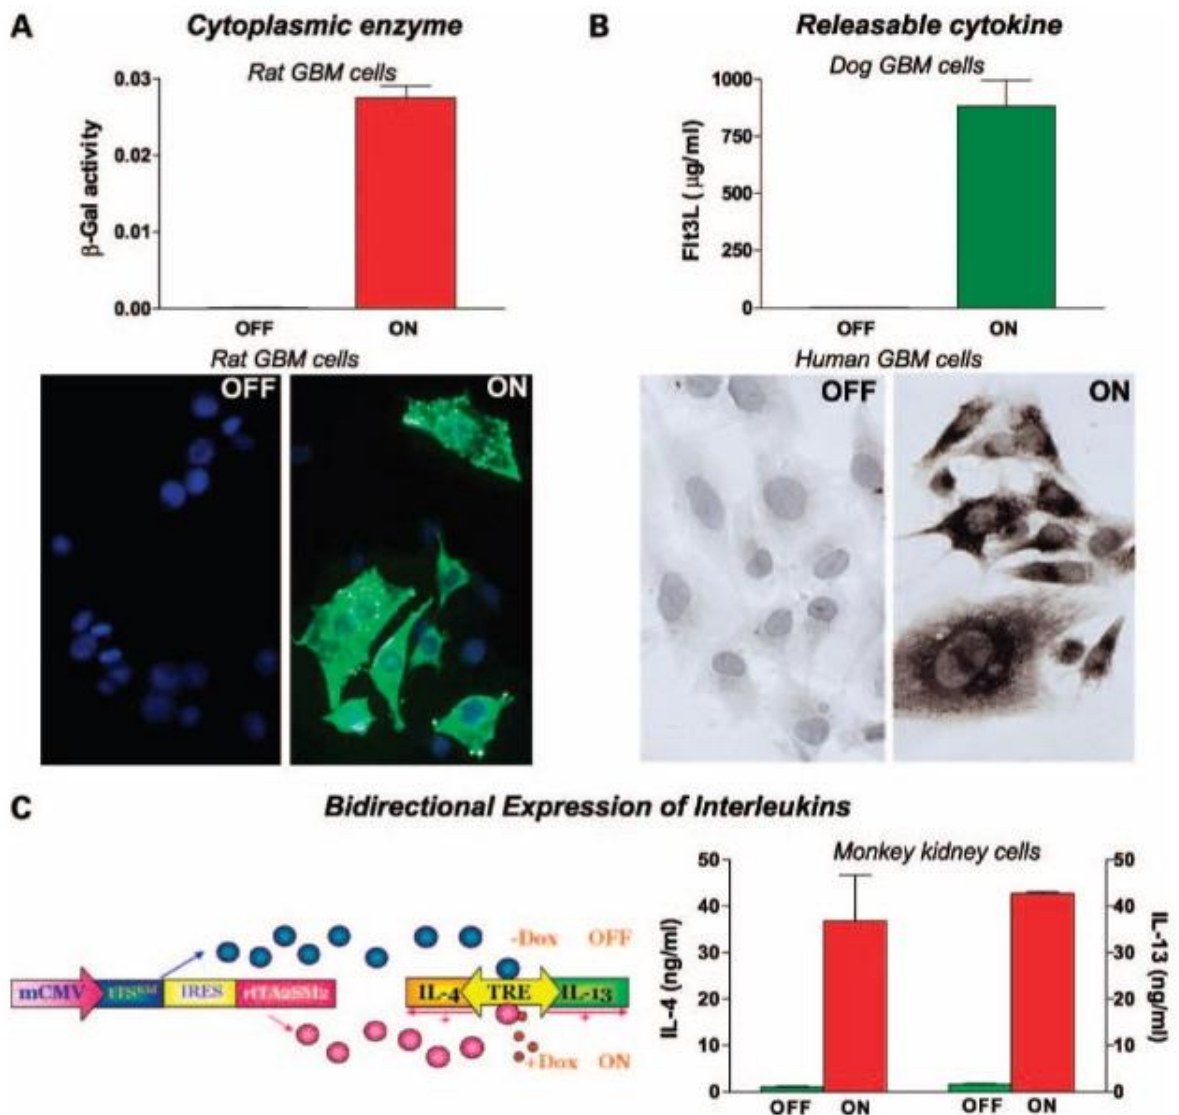 A
Cytoplasmic enzyme
Rat GBM cells
β-Gal activity
0.03
0.02
0.01
0.00
OFF
ON
Rat GBM cells
OFF
ON
B
Releasable cytokine
Dog GBM cells
Flt3L ( µg/ml)
1000
750
500
250
0
OFF
ON
Human GBM cells
OFF
ON
C
Bidirectional Expression of Interleukins
-Dox OFF
mCMV
IRES
rtTA2SM2
IL-4
TRE
IL-13
+
+
+Dox ON
Monkey kidney cells
IL-4 (ng/ml)
50
40
30
20
10
0
OFF ON
OFF ON
50
40
30
20
10
0
IL-13 (ng/ml)